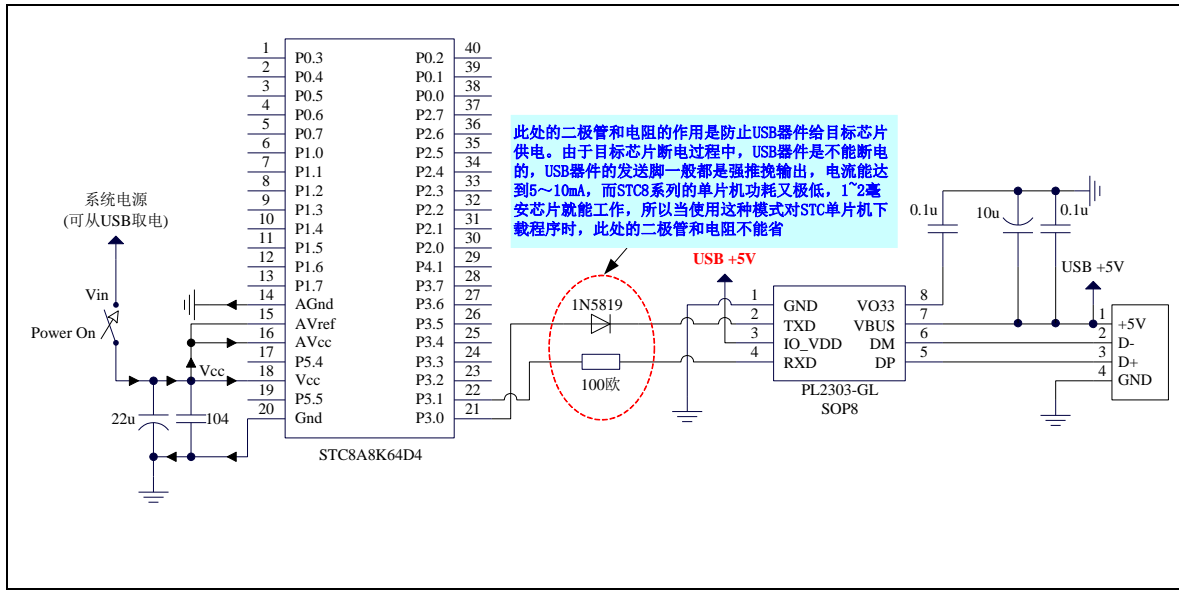 1 P0.3 P0.2 40
2 P0.4 P0.1 39
3 P0.5 P0.0 38
4 P0.6 P2.7 37
5 P0.7 P2.6 36
6 P1.0 P2.5 35
7 P1.1 P2.4 34
8 P1.2 P2.3 33
9 P1.3 P2.2 32
10 P1.4 P2.1 31
11 P1.5 P2.0 30
12 P1.6 P4.1 29
13 P1.7 P3.7 28
14 AGnd P3.6 27
15 AVref P3.5 26
16 AVcc P3.4 25
17 P5.4 P3.3 24
18 Vcc P3.2 23
19 P5.5 P3.1 22
20 Gnd P3.0 21
STC8A8K64D4
系统电源
(可从USB取电)
Vin
Power On
Vcc
22u
104
此处的二极管和电阻的作用是防止USB器件给目标芯片
供电。由于目标芯片断电过程中，USB器件是不能断电
的，USB器件的发送脚一般都是强推挽输出，电流能达
到5～10mA，而STC8系列的单片机功耗又极低，1~2毫
安芯片就能工作，所以当使用这种模式对STC单片机下
载程序时，此处的二极管和电阻不能省
USB +5V
1N5819
100欧
1 GND VO33 8
2 TXD VBUS 7
3 IO_VDD DM 6
4 RXD DP 5
PL2303-GL
SOP8
0.1u
10u
0.1u
USB +5V
1 +5V
2 D-
3 D+
4 GND